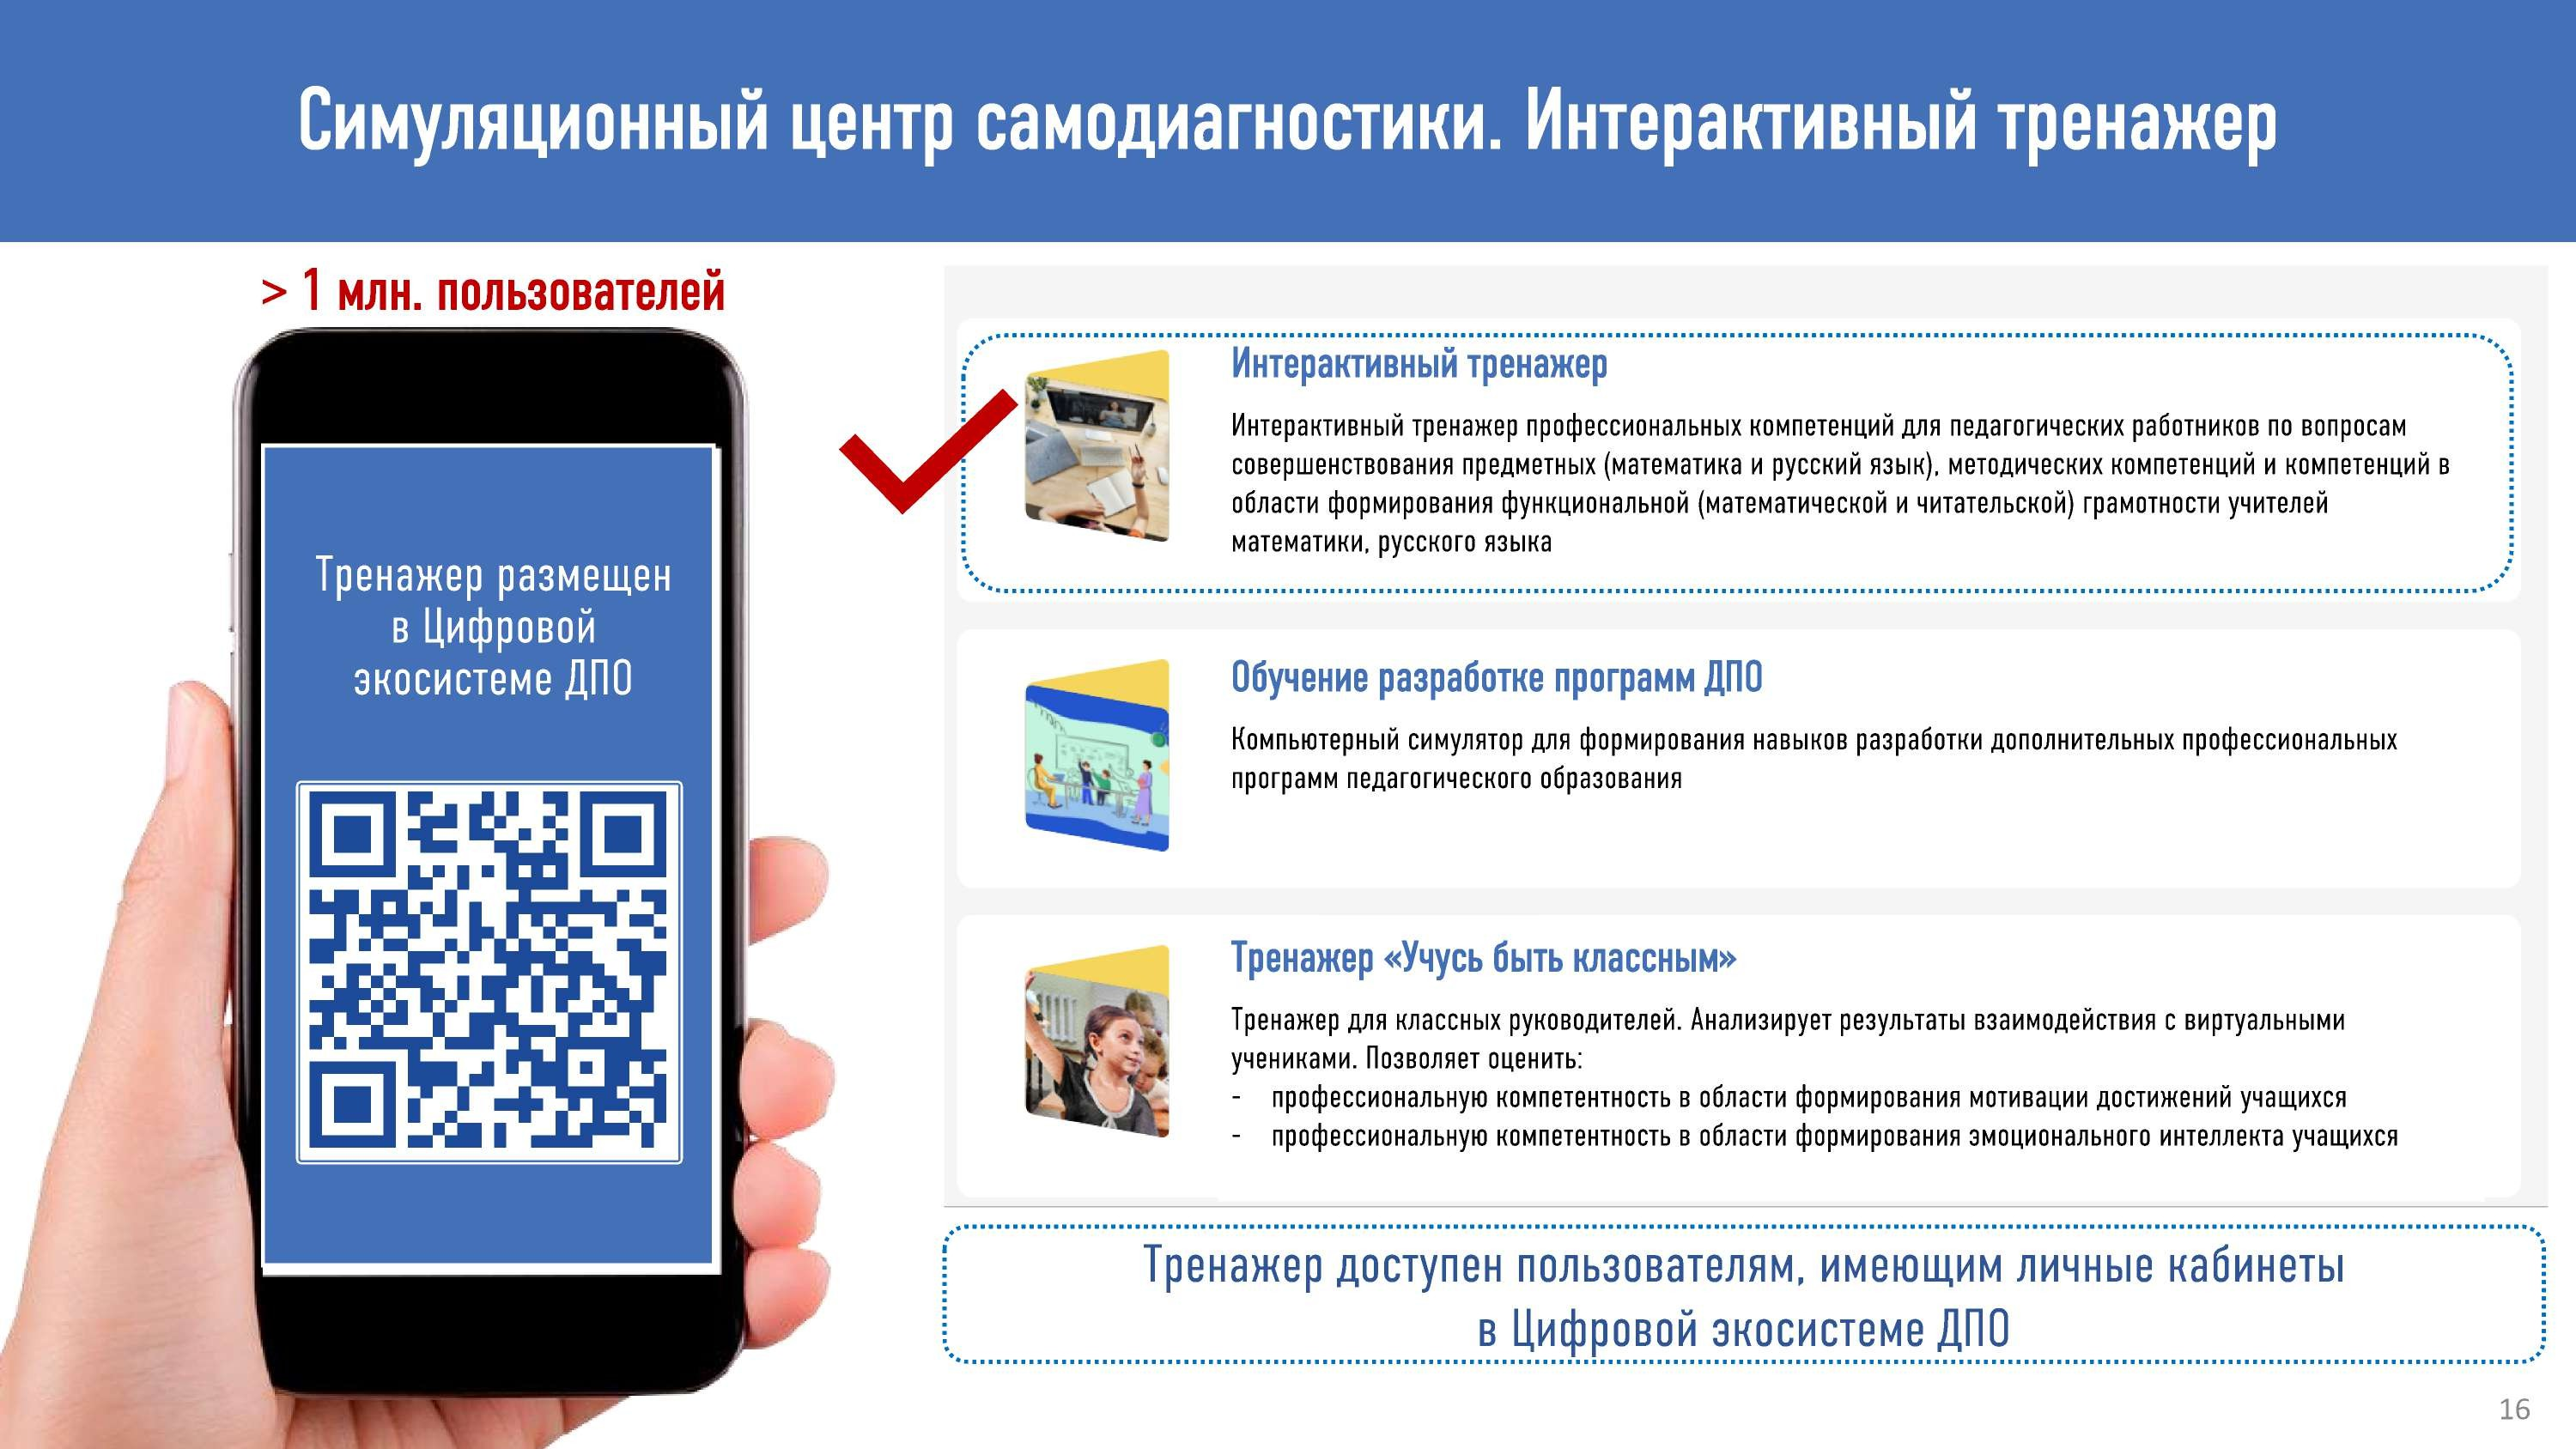 Симуляционный центр самодиагностики. Интерактивный тренажер
> 1 млн. пользователей
Тренажер размещен
в Цифровой
экосистеме ДПО
Интерактивный тренажер
Интерактивный тренажер профессиональных компетенций для педагогических работников по вопросам
совершенствования предметных (математика и русский язык), методических компетенций и компетенций в
области формирования функциональной (математической и читательской) грамотности учителей
математики, русского языка
Обучение разработке программ ДПО
Компьютерный симулятор для формирования навыков разработки дополнительных профессиональных
программ педагогического образования
Тренажер «Учусь быть классным»
Тренажер для классных руководителей. Анализирует результаты взаимодействия с виртуальными
учениками. Позволяет оценить:
- профессиональную компетентность в области формирования мотивации достижений учащихся
- профессиональную компетентность в области формирования эмоционального интеллекта учащихся
Тренажер доступен пользователям, имеющим личные кабинеты
в Цифровой экосистеме ДПО
16